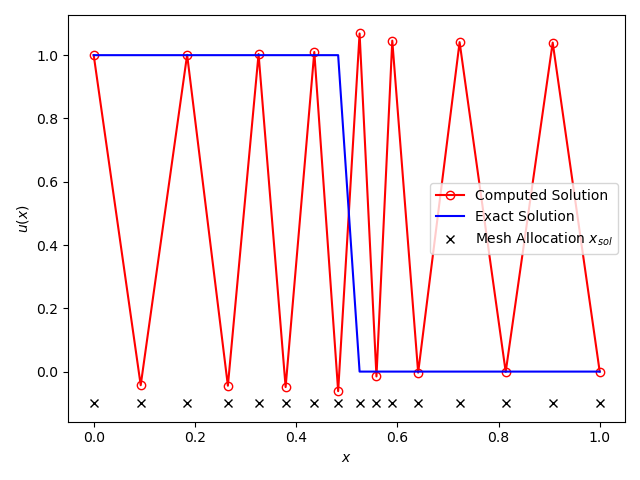 1.0
0.8
0.6
0.4
0.2
0.0
u(x)
Computed Solution
Exact Solution
Mesh Allocation x_sol
0.0 0.2 0.4 0.6 0.8 1.0
x